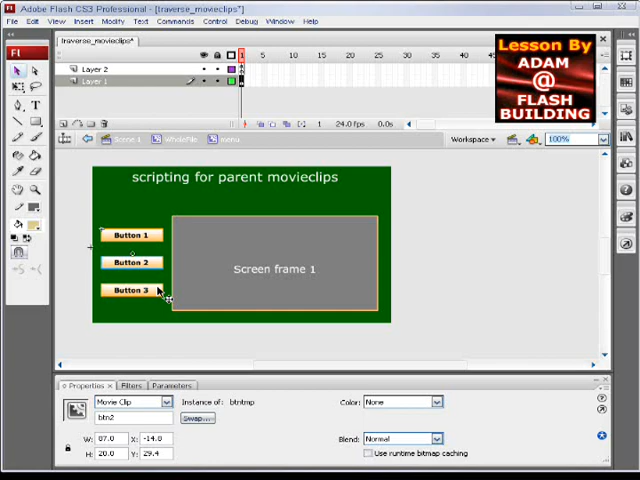 Adobe Flash CS3 Professional - [traverse_movieclips*]
File Edit View Insert Modify Text Commands Control Debug Window Help
traverse_movieclips*
1 5 10 15 20 25 30 35 40 45 50
Layer 2
Layer 1
1 24.0 fps 0.0s
Lesson By
ADAM
@
FLASH
BUILDING
Scene 1 WholeFile menu
Workspace 100%
scripting for parent movieclips
Button 1
Button 2
Button 3
Screen frame 1
Properties Filters Parameters
Movie Clip Instance of: btntmp Color: None
btn2 Swap...
W: 87.0 X: -14.8 Blend: Normal
H: 20.0 Y: 29.4 Use runtime bitmap caching